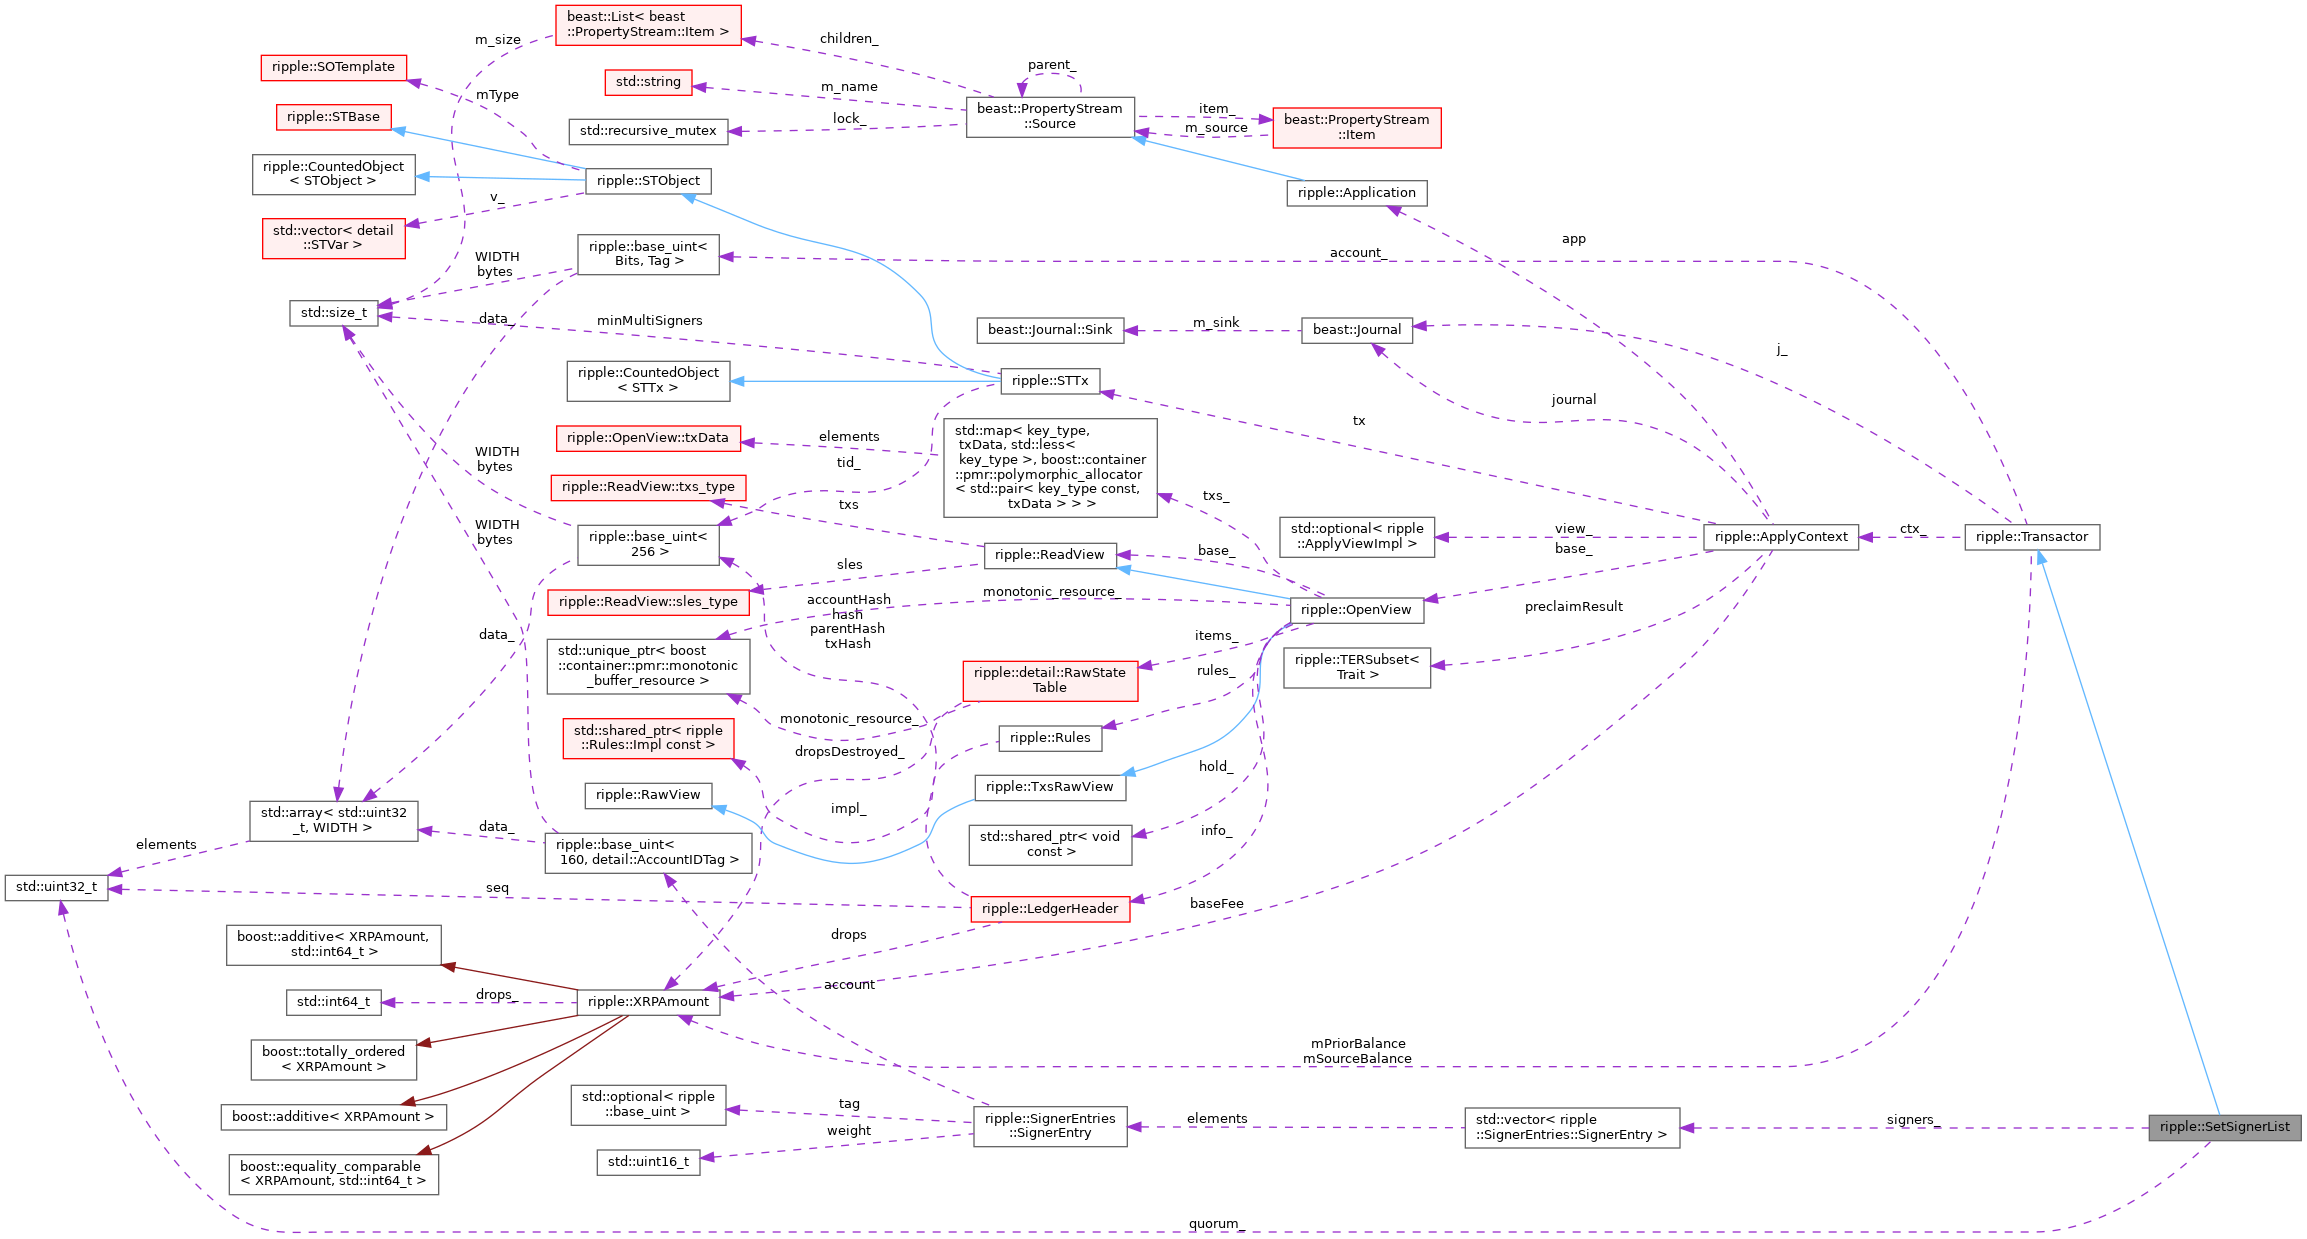 beast::List< beast
::PropertyStream::Item >
m_size
children_
ripple::SOTemplate
parent_
std::string
m_name
mType
beast::PropertyStream
::Source
item_
m_source
beast::PropertyStream
::Item
ripple::STBase
std::recursive_mutex
lock_
ripple::CountedObject
< STObject >
ripple::STObject
v_
ripple::Application
std::vector< detail
::STVar >
app
ripple::base_uint<
Bits, Tag >
WIDTH
bytes
account_
std::size_t
data_
minMultiSigners
beast::Journal::Sink
m_sink
beast::Journal
j_
ripple::CountedObject
< STTx >
ripple::STTx
journal
tx
ripple::OpenView::txData
elements
tid_
std::map< key_type,
txData, std::less<
key_type >, boost::container
::pmr::polymorphic_allocator
< std::pair< key_type const,
txData > > >
WIDTH
bytes
ripple::ReadView::txs_type
txs
txs_
WIDTH
bytes
ripple::base_uint<
256 >
ripple::ReadView
base_
std::optional< ripple
::ApplyViewImpl >
view_
base_
ripple::ApplyContext
ctx_
ripple::Transactor
sles
ripple::ReadView::sles_type
accountHash
hash
parentHash
txHash
monotonic_resource_
ripple::OpenView
preclaimResult
data_
std::unique_ptr< boost
::container::pmr::monotonic
_buffer_resource >
items_
ripple::detail::RawState
Table
rules_
ripple::TERSubset<
Trait >
monotonic_resource_
std::shared_ptr< ripple
::Rules::Impl const >
dropsDestroyed_
ripple::Rules
hold_
ripple::RawView
impl_
ripple::TxsRawView
std::array< std::uint32
_t, WIDTH >
data_
ripple::base_uint<
160, detail::AccountIDTag >
std::shared_ptr< void
const >
info_
elements
std::uint32_t
seq
ripple::LedgerHeader
baseFee
boost::additive< XRPAmount,
std::int64_t >
drops
account
std::int64_t
drops_
ripple::XRPAmount
boost::totally_ordered
< XRPAmount >
mPriorBalance
mSourceBalance
boost::additive< XRPAmount >
std::optional< ripple
::base_uint >
tag
weight
ripple::SignerEntries
::SignerEntry
elements
std::vector< ripple
::SignerEntries::SignerEntry >
signers_
ripple::SetSignerList
boost::equality_comparable
< XRPAmount, std::int64_t >
std::uint16_t
quorum_